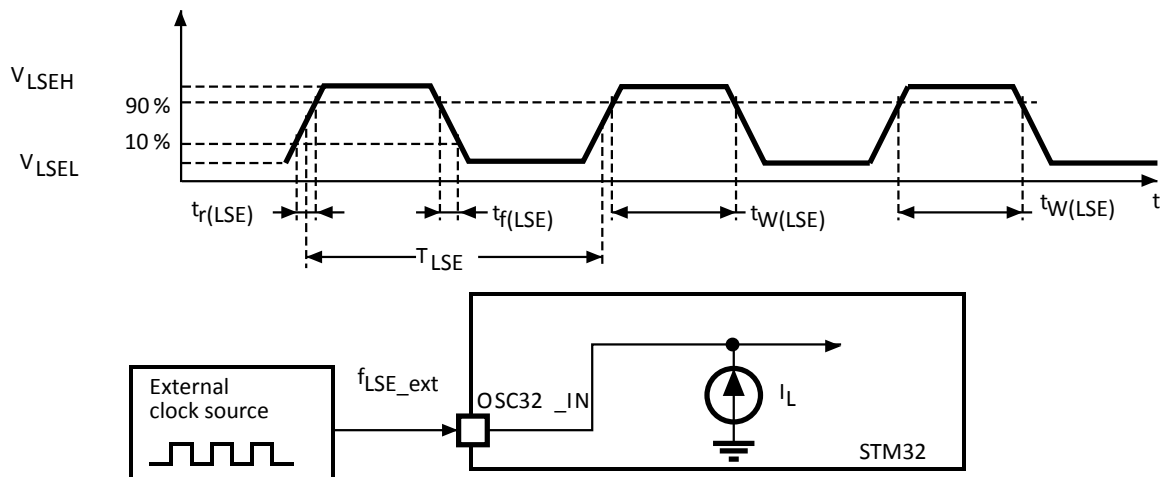 VLSEH
90 %
10 %
VLSEL
tr(LSE)
tf(LSE)
tW(LSE)
tW(LSE)
t
TLSE
External
clock source
fLSE_ext
OSC32 _IN
IL
STM32